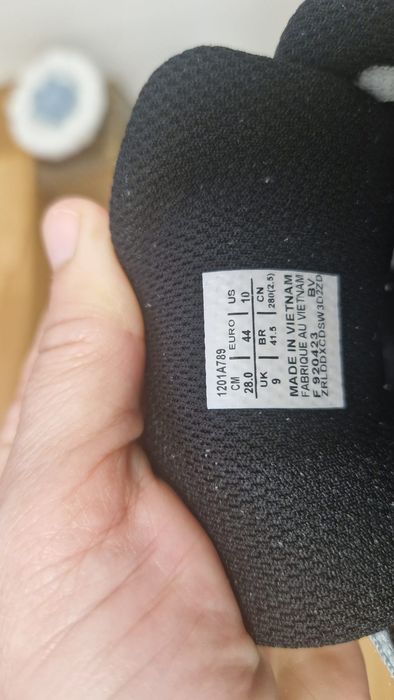 1201A789
CM EURO US
28.0 44 10
UK BR CN
9 41.5 280(2.5)
MADE IN VIETNAM
FABRIQUE AU VIETNAM
F 920423 BV
ZRLDDXCDSW3D2ZD